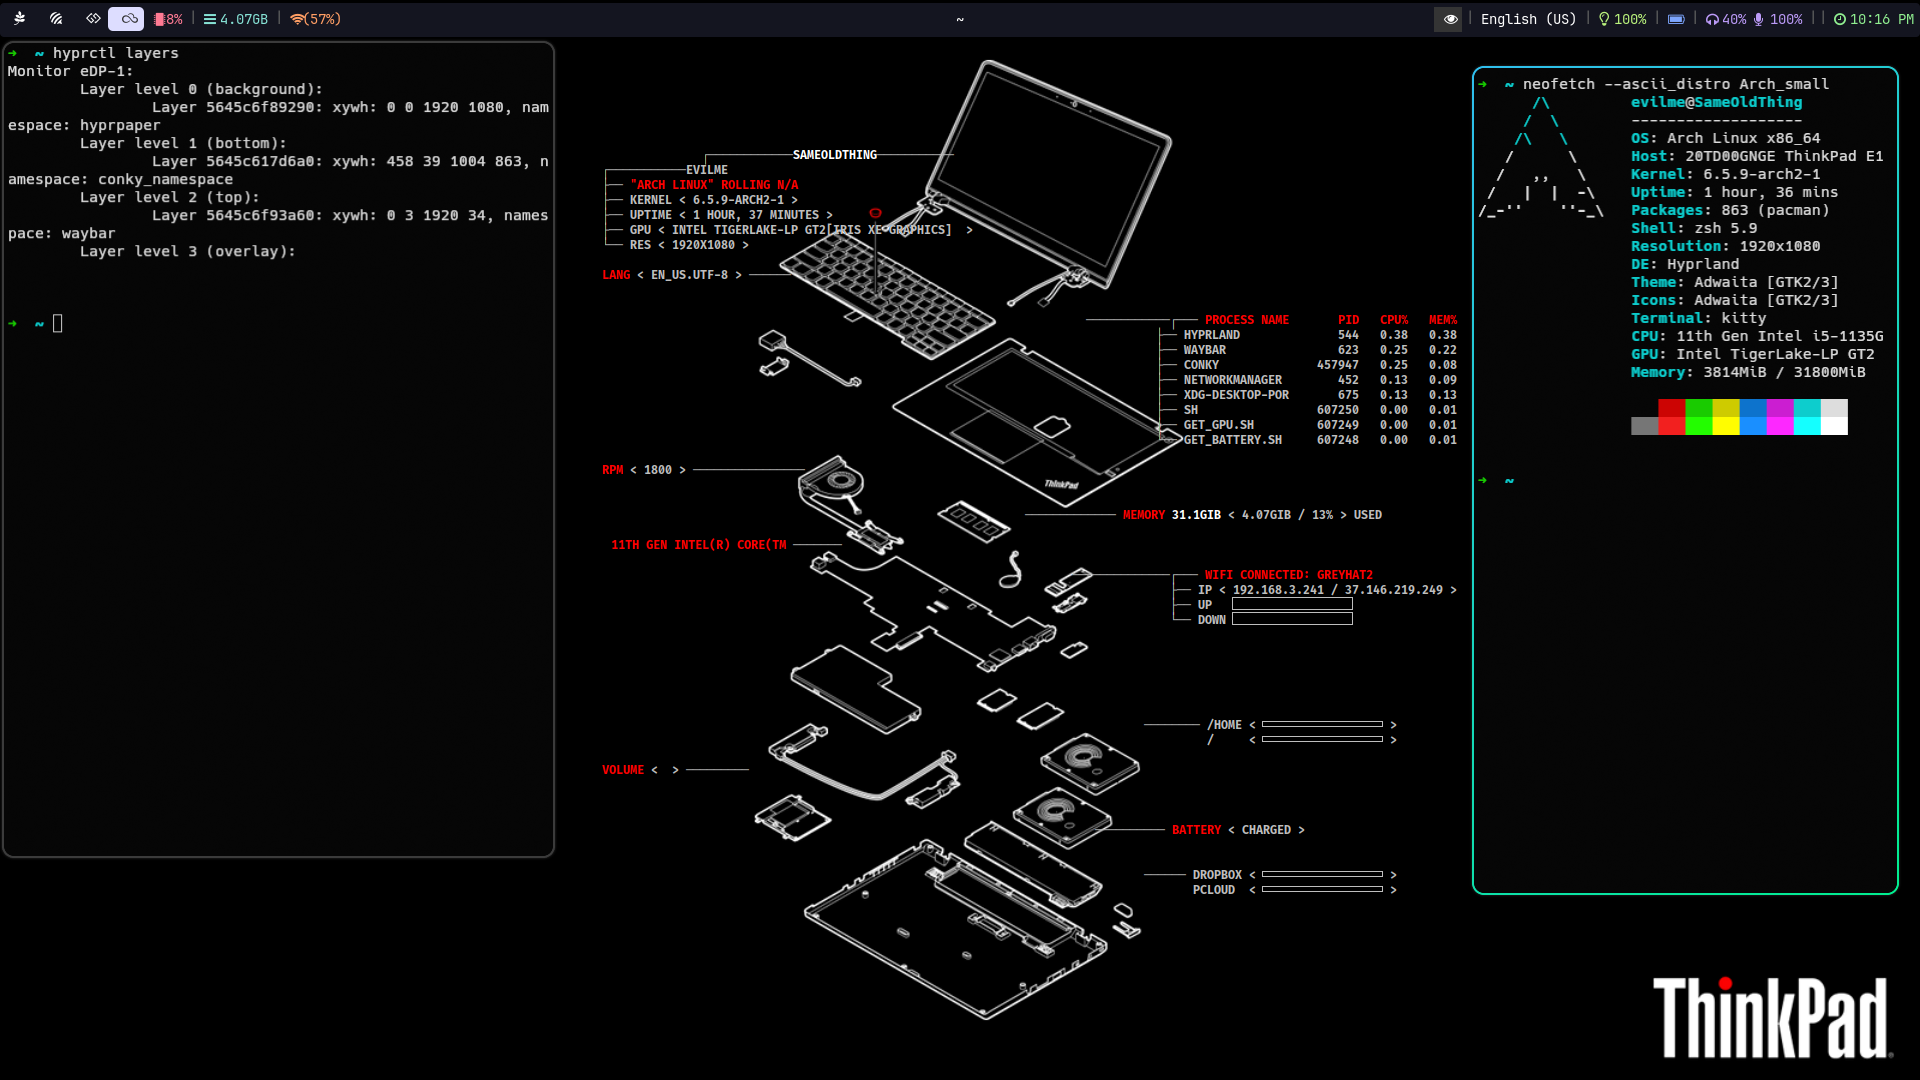 8% 4.07GB (57%) ~ English (US) 100% 40% 100% 10:16 PM
➜ ~ hyprctl layers
Monitor eDP-1:
Layer level 0 (background):
Layer 5645c6f89290: xywh: 0 0 1920 1080, nam
espace: hyprpaper
Layer level 1 (bottom):
Layer 5645c617d6a0: xywh: 458 39 1004 863, n
amespace: conky_namespace
Layer level 2 (top):
Layer 5645c6f93a60: xywh: 0 3 1920 34, names
pace: waybar
Layer level 3 (overlay):
➜ ~
SAMEOLDTHING
EVILME
"ARCH LINUX" ROLLING N/A
KERNEL < 6.5.9-ARCH2-1 >
UPTIME < 1 HOUR, 37 MINUTES >
GPU < INTEL TIGERLAKE-LP GT2[IRIS XE GRAPHICS] >
RES < 1920X1080 >
LANG < EN_US.UTF-8 >
PROCESS NAME PID CPU% MEM%
HYPRLAND 544 0.38 0.38
WAYBAR 623 0.25 0.22
CONKY 457947 0.25 0.08
NETWORKMANAGER 452 0.13 0.09
XDG-DESKTOP-POR 675 0.13 0.13
SH 607250 0.00 0.01
GET_GPU.SH 607249 0.00 0.01
GET_BATTERY.SH 607248 0.00 0.01
ThinkPad
RPM < 1800 >
MEMORY 31.1GIB < 4.07GIB / 13% > USED
11TH GEN INTEL(R) CORE(TM
WIFI CONNECTED: GREYHAT2
IP < 192.168.3.241 / 37.146.219.249 >
UP
DOWN
/HOME < >
/ < >
VOLUME < >
BATTERY < CHARGED >
DROPBOX < >
PCLOUD < >
➜ ~ neofetch --ascii_distro Arch_small
evilme@SameOldThing
-------------------
OS: Arch Linux x86_64
Host: 20TD00GNGE ThinkPad E1
Kernel: 6.5.9-arch2-1
Uptime: 1 hour, 36 mins
Packages: 863 (pacman)
Shell: zsh 5.9
Resolution: 1920x1080
DE: Hyprland
Theme: Adwaita [GTK2/3]
Icons: Adwaita [GTK2/3]
Terminal: kitty
CPU: 11th Gen Intel i5-1135G
GPU: Intel TigerLake-LP GT2
Memory: 3814MiB / 31800MiB
➜ ~
ThinkPad